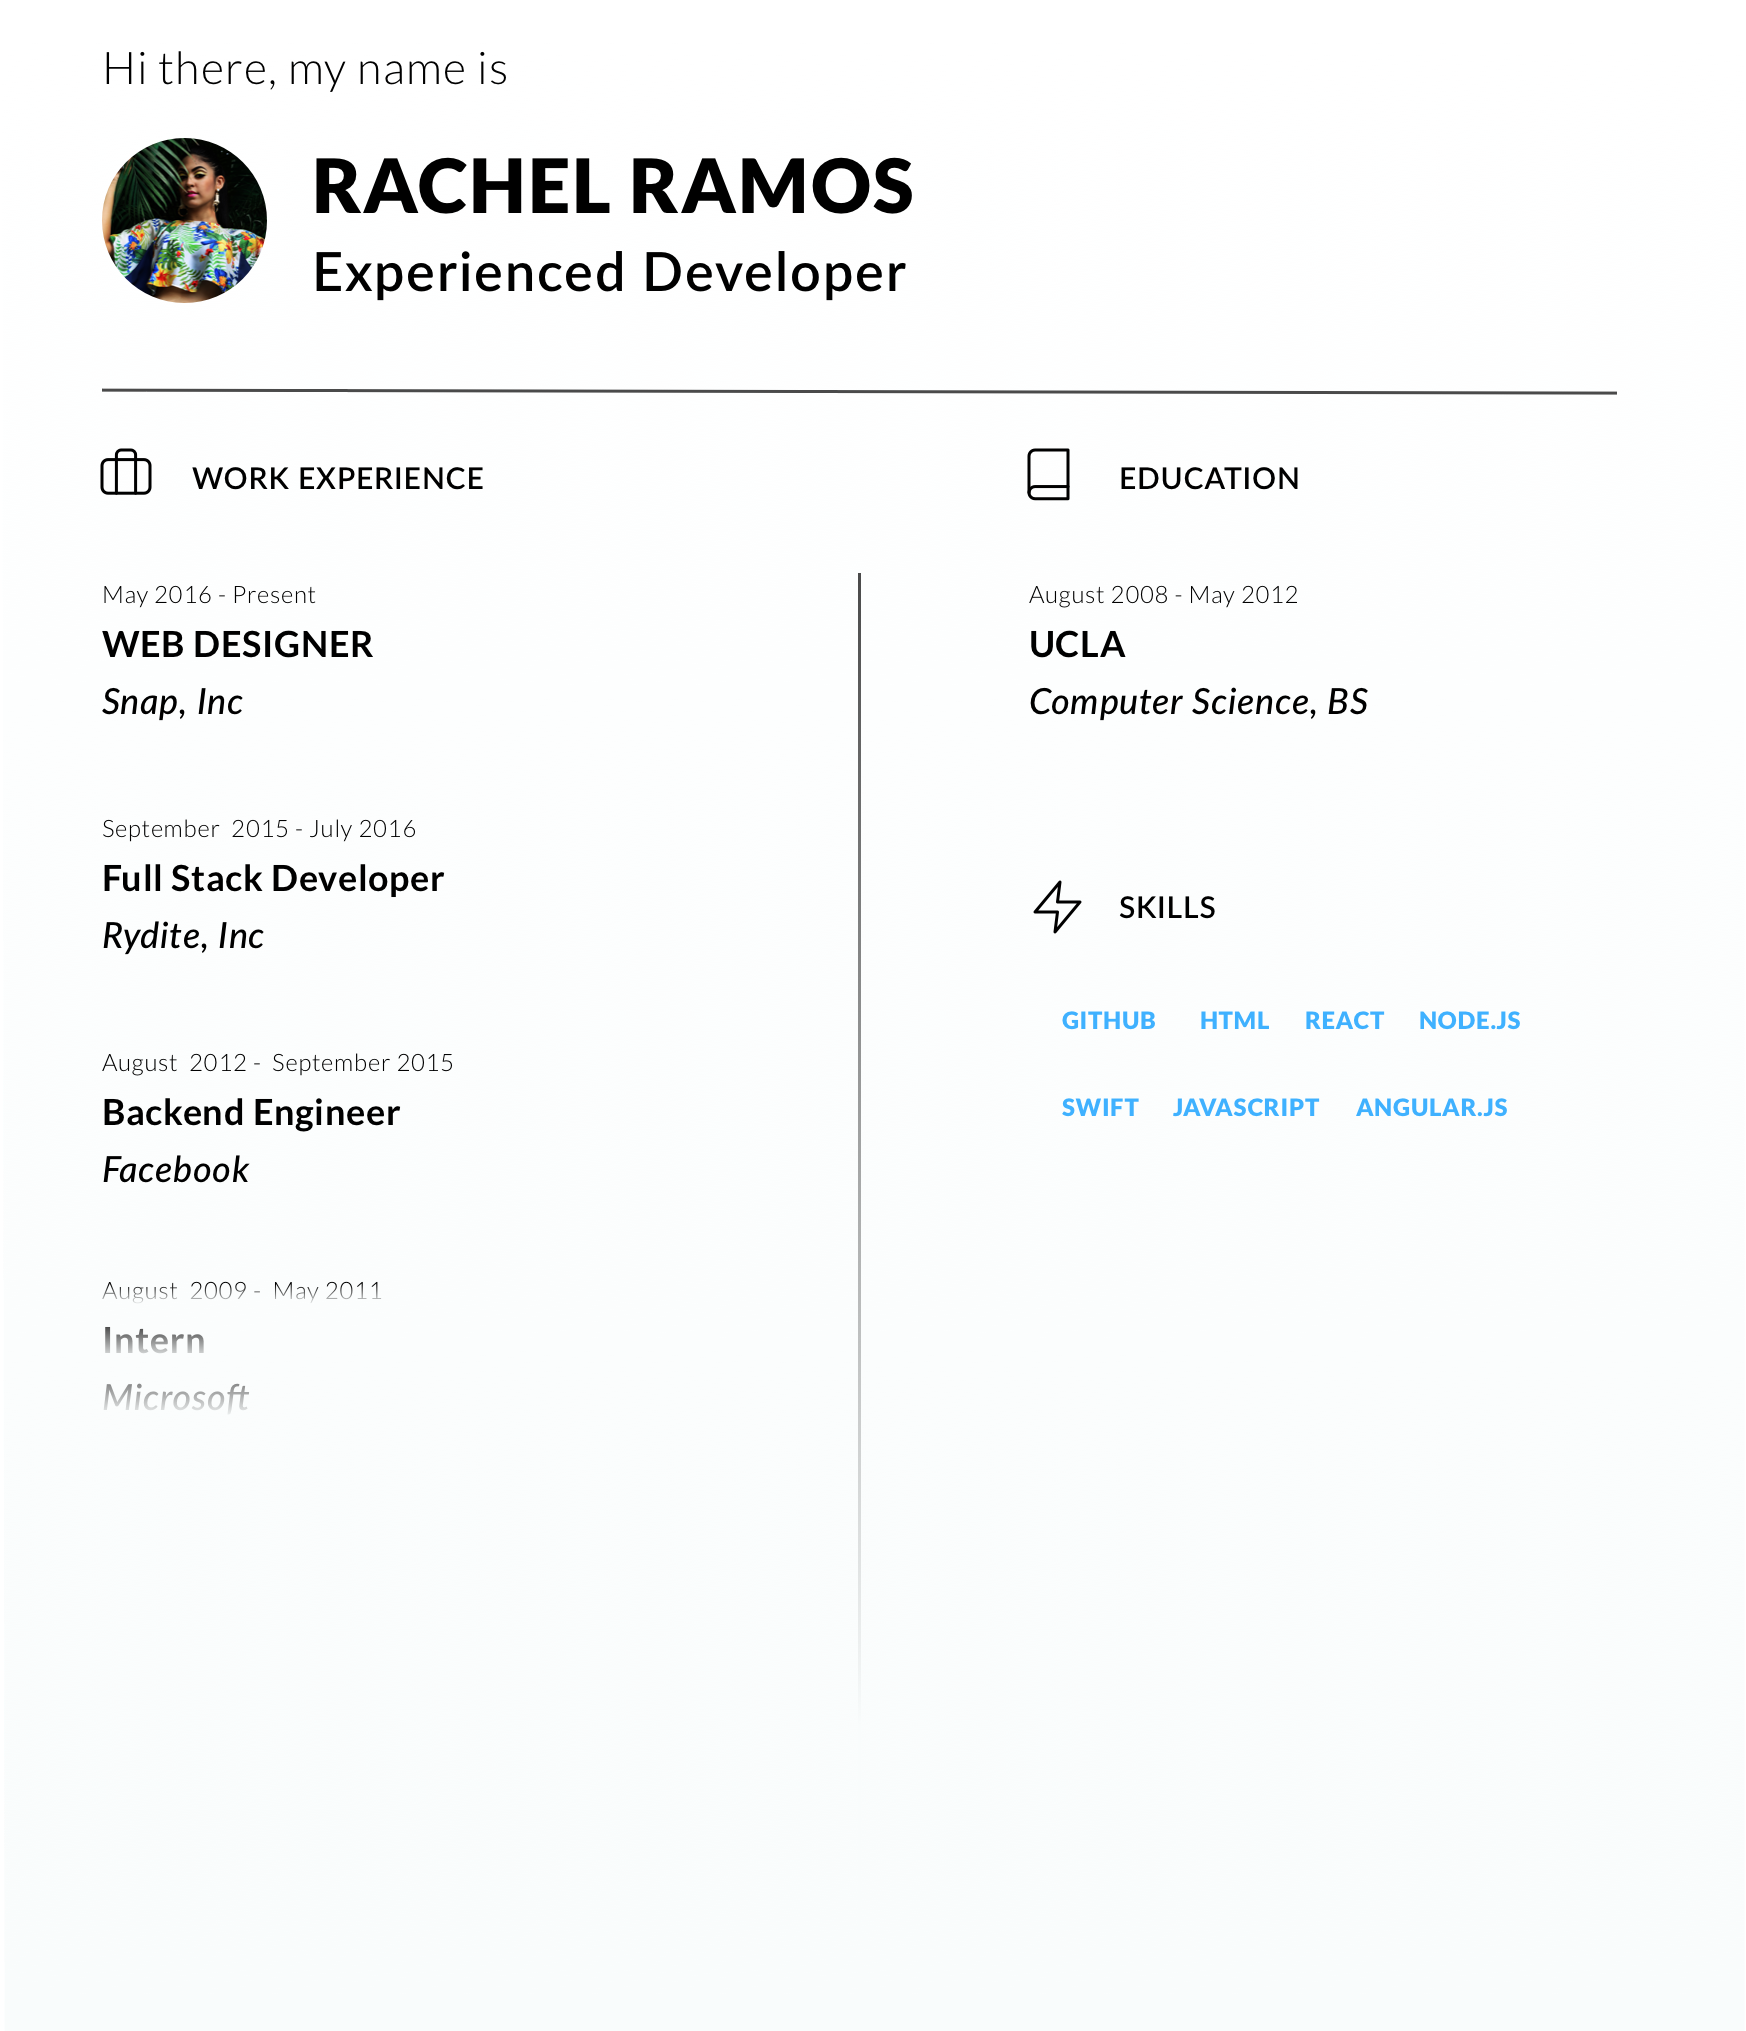 Hi there, my name is
RACHEL RAMOS
Experienced Developer
WORK EXPERIENCE
May 2016 - Present
WEB DESIGNER
Snap, Inc
September 2015 - July 2016
Full Stack Developer
Rydite, Inc
August 2012 - September 2015
Backend Engineer
Facebook
August 2009 - May 2011
Intern
Microsoft
EDUCATION
August 2008 - May 2012
UCLA
Computer Science, BS
SKILLS
GITHUB HTML REACT NODE.JS
SWIFT JAVASCRIPT ANGULAR.JS